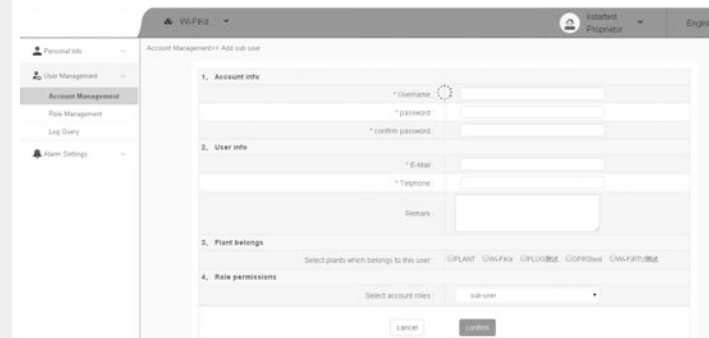 Wi-FiKit
kstartest
Proprietor
English
Personal Info
Account Management>> Add sub user
User Management
Account Management
Role Management
Log Query
Alarm Settings
1、Account info
* Username :
* password :
* confirm password :
2、User info
* E-Mail :
* Telphone :
Remark :
3、Plant belongs
Select plants which belongs to this user : PLANT Wi-FiKit PLUG测试 GPRStest Wi-FiRTU测试
4、Role permissions
Select account roles : sub-user
cancel confirm